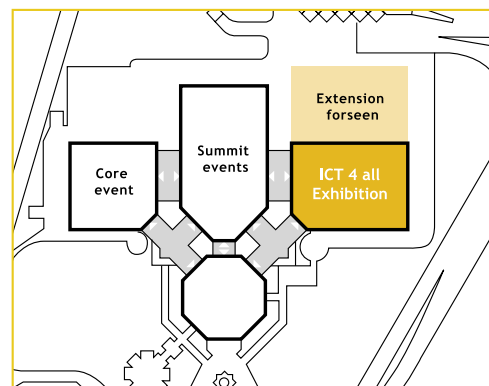 Extension
forseen
Core
event
Summit
events
ICT 4 all
Exhibition